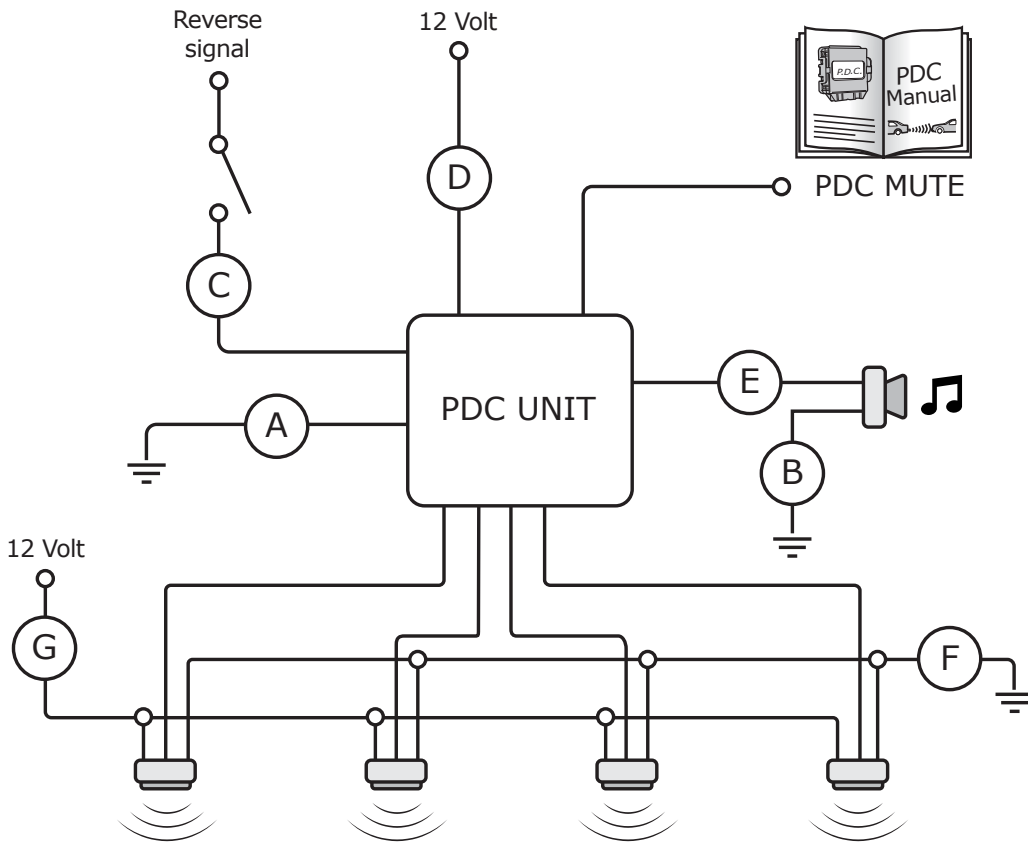 Reverse
signal
12 Volt
P.D.C.
PDC
Manual
PDC MUTE
D
C
PDC UNIT
E
A
B
12 Volt
G
F